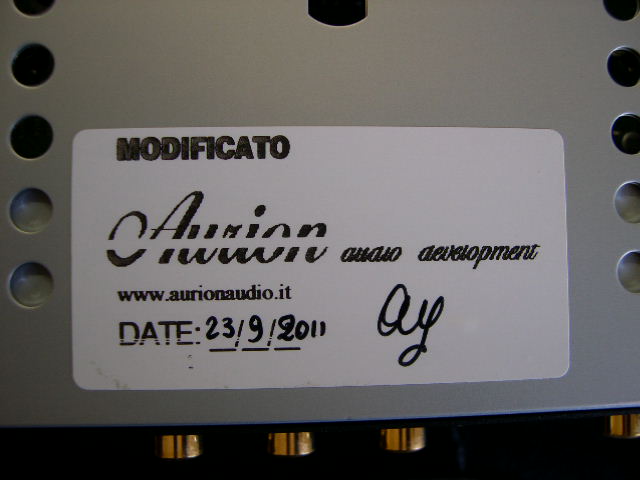 MODIFICATO
Aurion audio development
www.aurionaudio.it
DATE: 23/9/2011